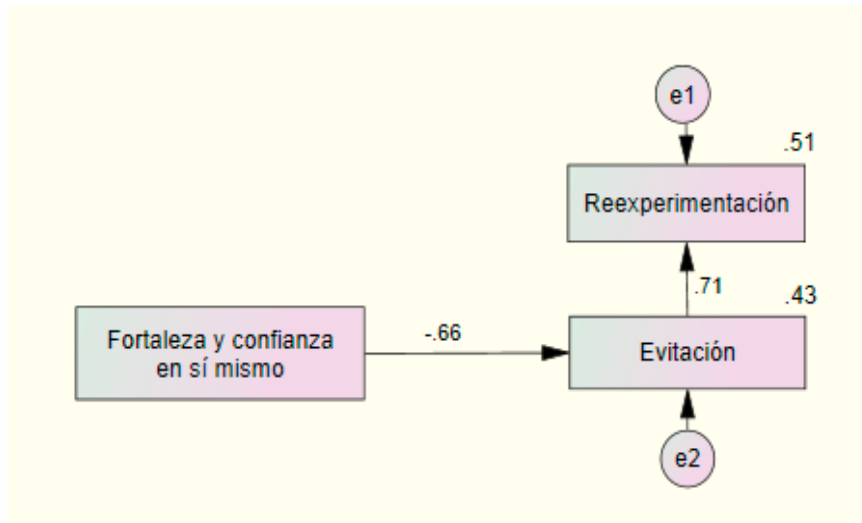 e1
.51
Reexperimentación
.71
.43
Fortaleza y confianza
en sí mismo
-.66
Evitación
e2